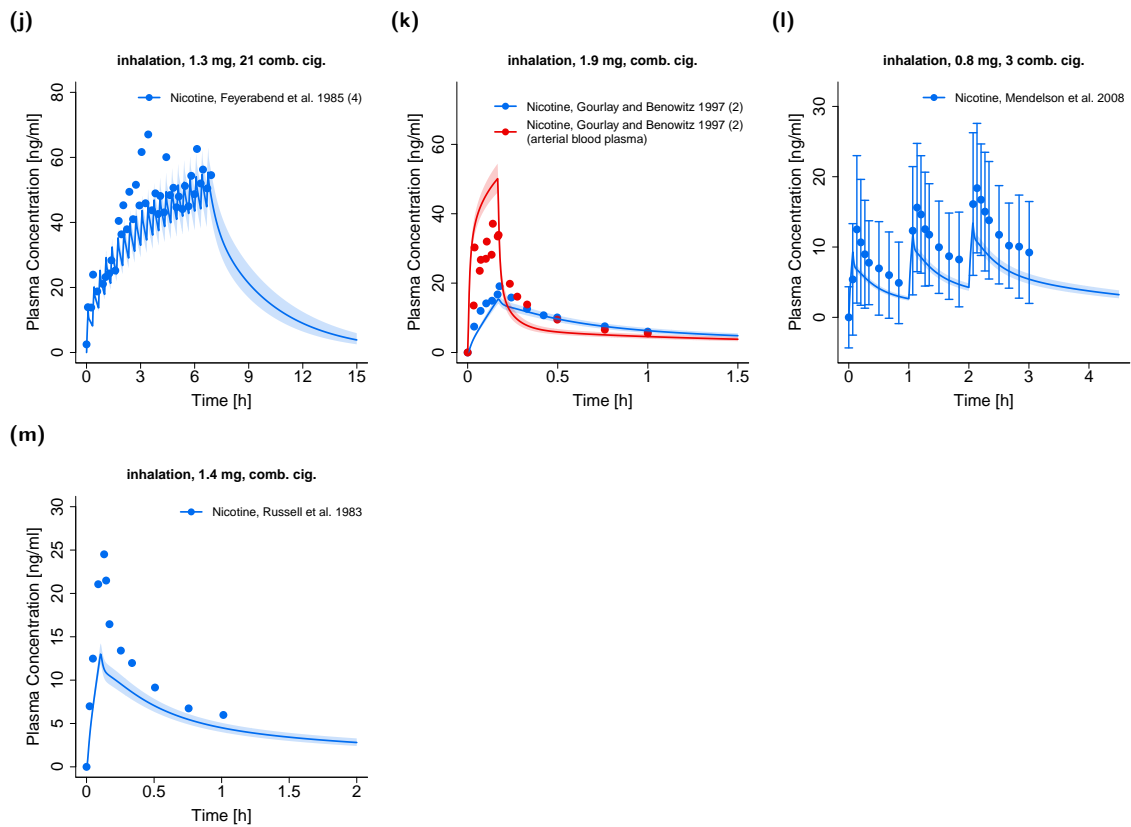 (j)
inhalation, 1.3 mg, 21 comb. cig.
Nicotine, Feyerabend et al. 1985 (4)
Plasma Concentration [ng/ml]
80
60
40
20
0
0 3 6 9 12 15
Time [h]
(k)
inhalation, 1.9 mg, comb. cig.
Nicotine, Gourlay and Benowitz 1997 (2)
Nicotine, Gourlay and Benowitz 1997 (2)
(arterial blood plasma)
Plasma Concentration [ng/ml]
60
40
20
0
0 0.5 1 1.5
Time [h]
(l)
inhalation, 0.8 mg, 3 comb. cig.
Nicotine, Mendelson et al. 2008
Plasma Concentration [ng/ml]
30
20
10
0
0 1 2 3 4
Time [h]
(m)
inhalation, 1.4 mg, comb. cig.
Nicotine, Russell et al. 1983
Plasma Concentration [ng/ml]
30
25
20
15
10
5
0
0 0.5 1 1.5 2
Time [h]